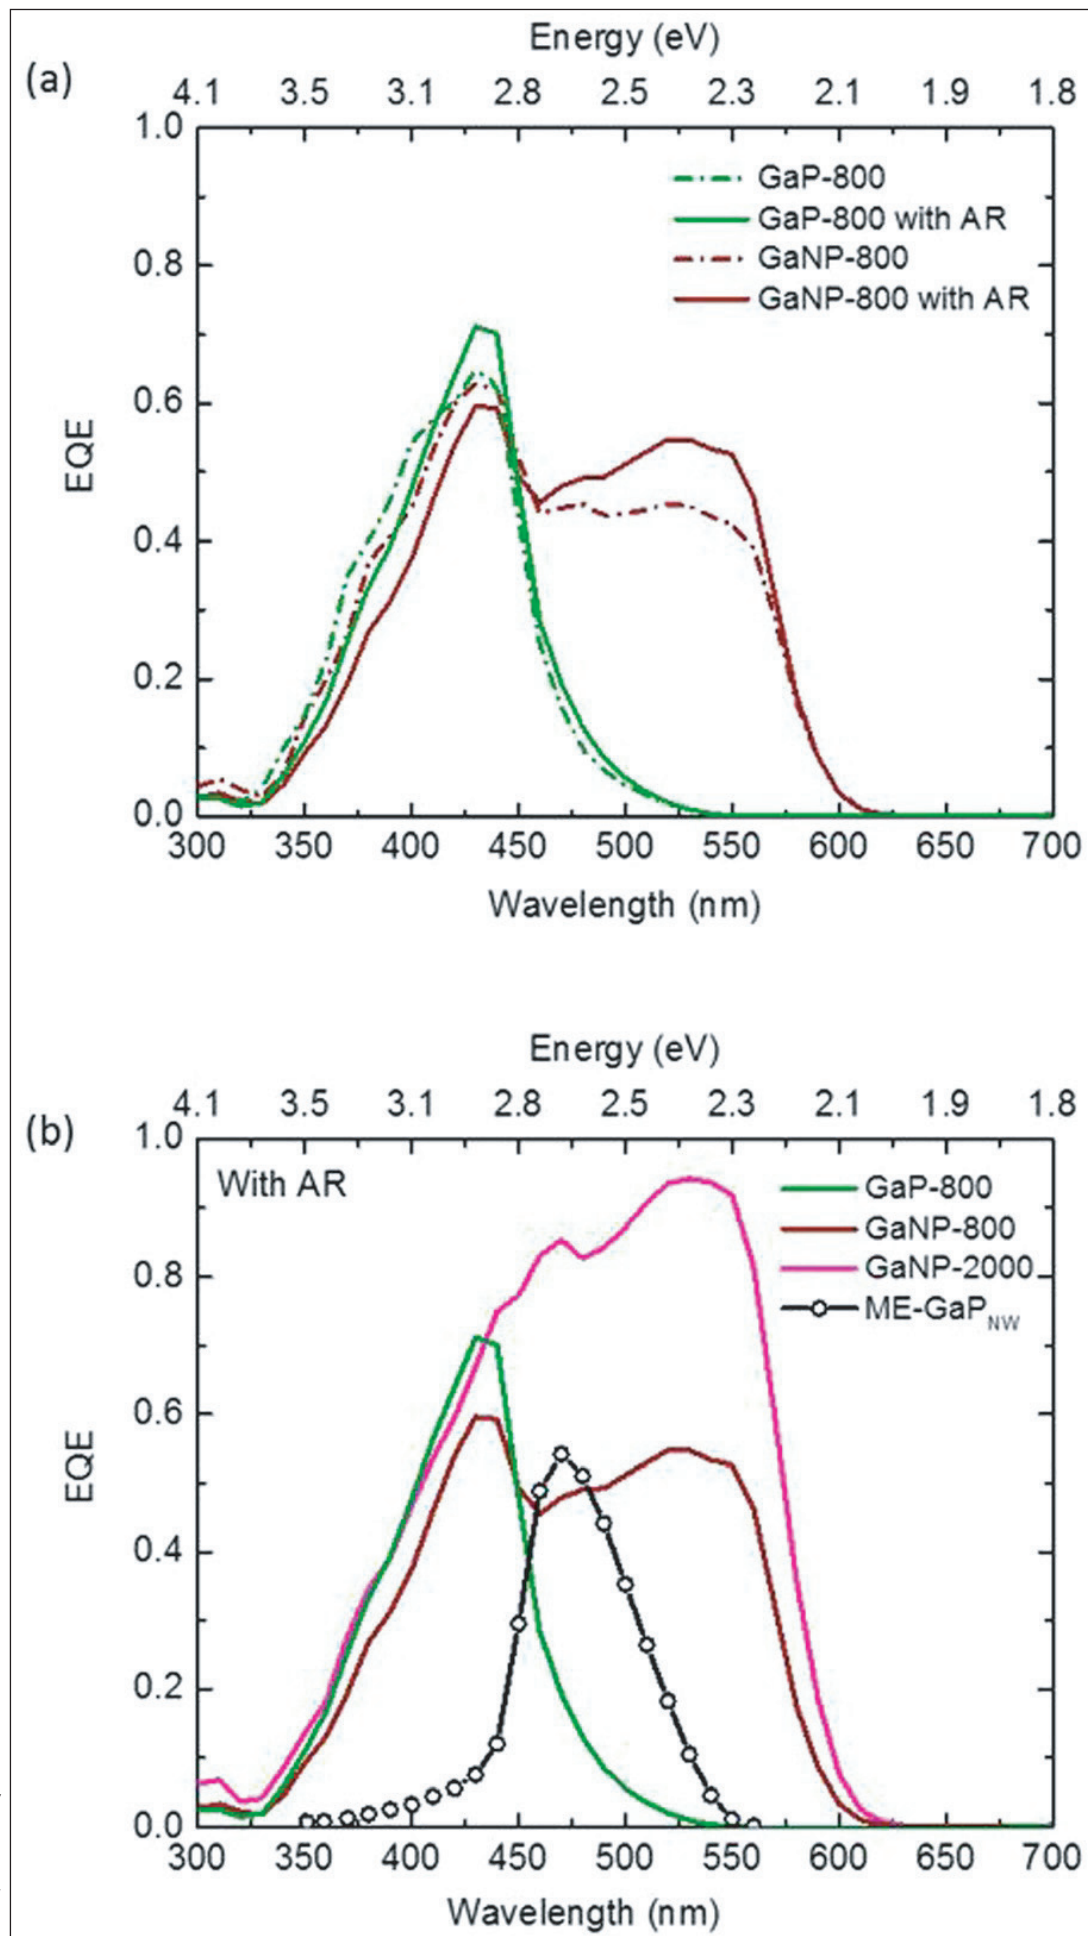 Energy (eV)
(a)
4.1 3.5 3.1 2.8 2.5 2.3 2.1 1.9 1.8
1.0
GaP-800
GaP-800 with AR
0.8
GaNP-800
GaNP-800 with AR
0.6
EQE
0.4
0.2
0.0
300 350 400 450 500 550 600 650 700
Wavelength (nm)
Energy (eV)
4.1 3.5 3.1 2.8 2.5 2.3 2.1 1.9 1.8
(b)
1.0
With AR
GaP-800
GaNP-800
0.8
GaNP-2000
ME-GaP_NW
0.6
EQE
0.4
0.2
0.0
300 350 400 450 500 550 600 650 700
Wavelength (nm)